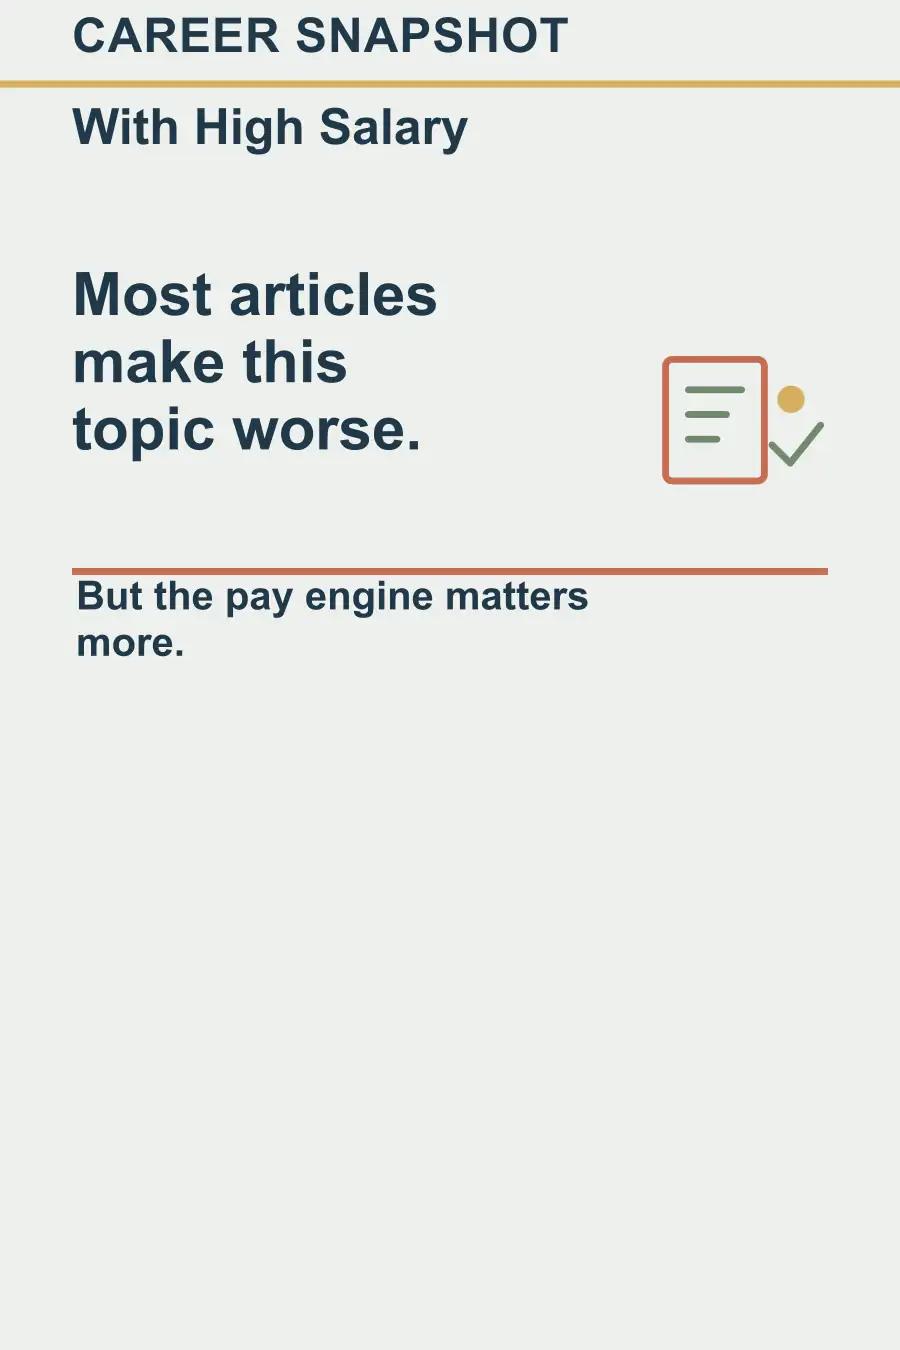 CAREER SNAPSHOT
With High Salary
Most articles
make this
topic worse.
But the pay engine matters
more.